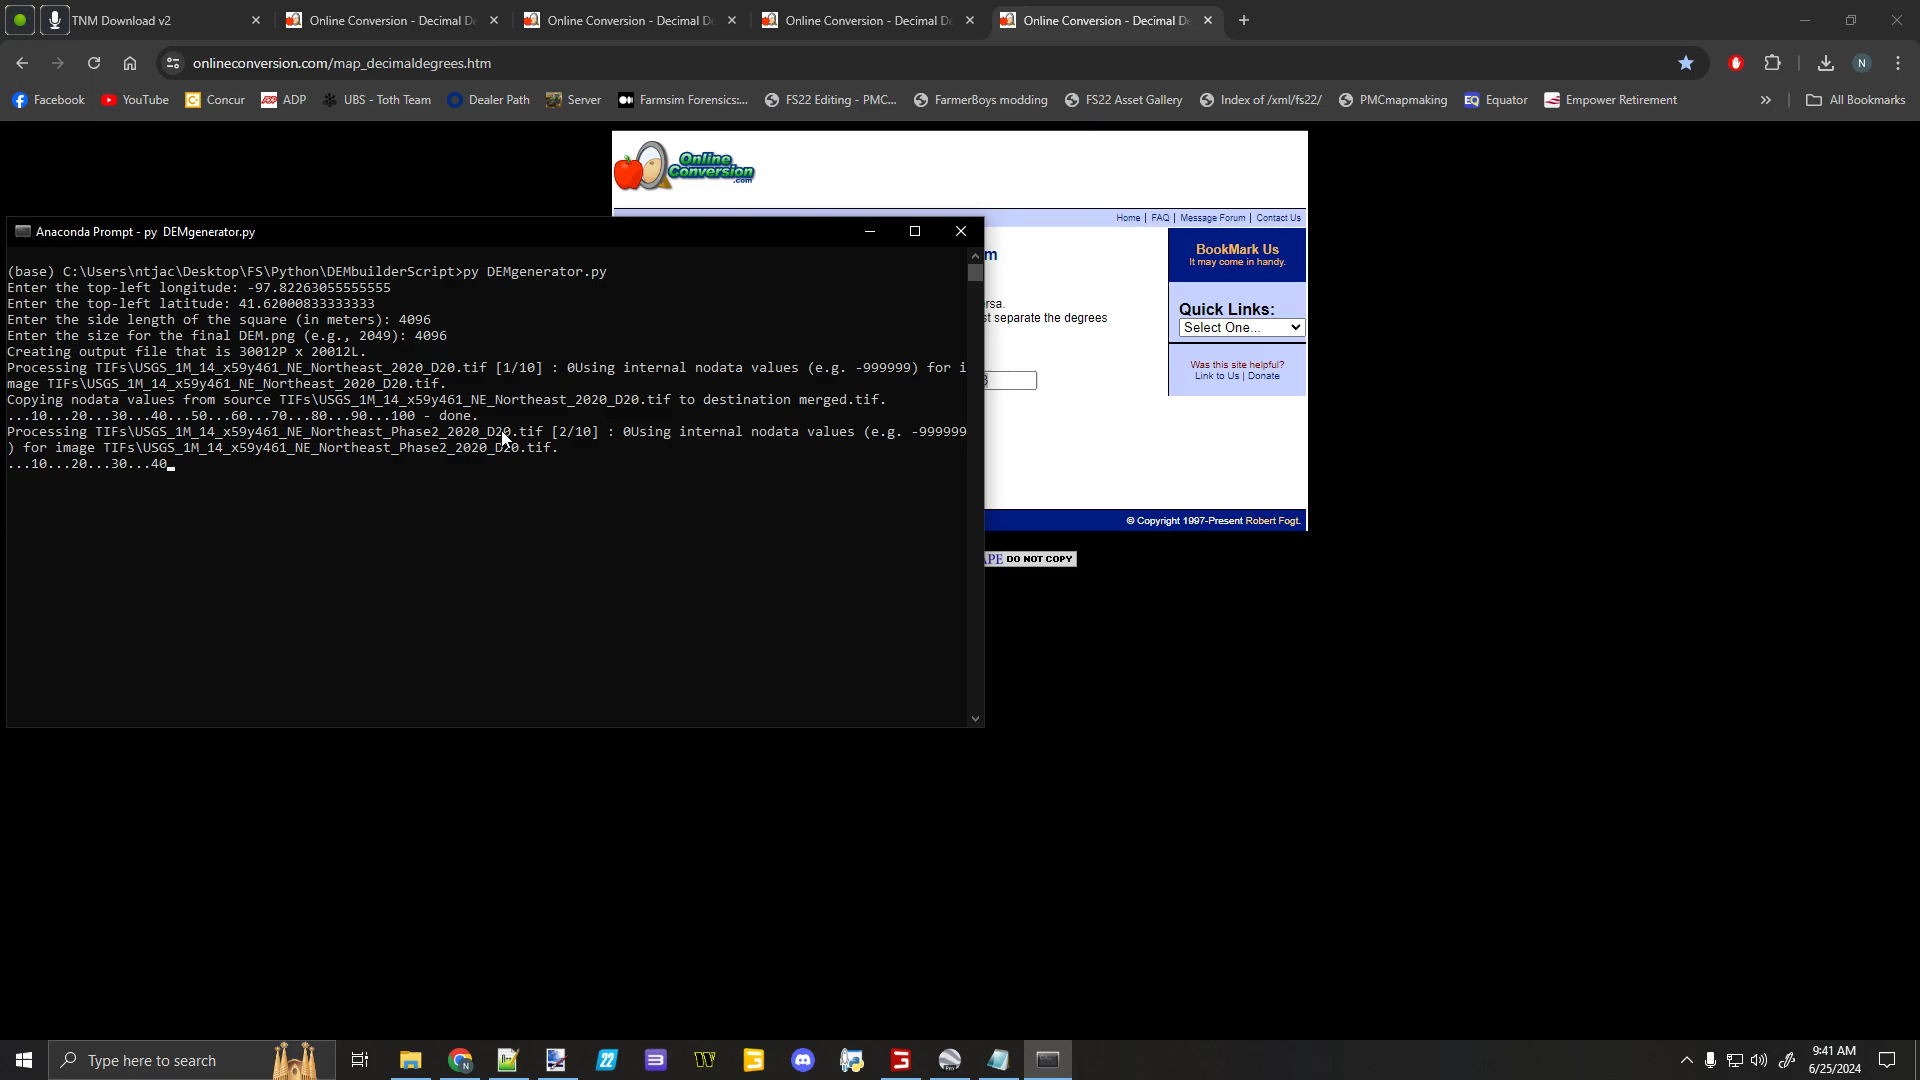 TNM Download v2
Online Conversion - Decimal De
Online Conversion - Decimal De
Online Conversion - Decimal De
Online Conversion - Decimal De
onlineconversion.com/map_decimaldegrees.htm
N
Facebook
YouTube
Concur
ADP
UBS - Toth Team
Dealer Path
Server
Farmsim Forensics:...
FS22 Editing - PMC...
FarmerBoys modding
FS22 Asset Gallery
Index of /xml/fs22/
PMCmapmaking
EQ Equator
Empower Retirement
All Bookmarks
Online
Conversion
.com
Home | FAQ | Message Forum | Contact Us
Anaconda Prompt - py DEMgenerator.py
(base) C:\Users\ntjac\Desktop\FS\Python\DEMbuilderScript>py DEMgenerator.py
Enter the top-left longitude: -97.82263055555555
Enter the top-left latitude: 41.62000833333333
Enter the side length of the square (in meters): 4096
Enter the size for the final DEM.png (e.g., 2049): 4096
Creating output file that is 30012P x 20012L.
Processing TIFs\USGS_1M_14_x59y461_NE_Northeast_2020_D20.tif [1/10] : 0Using internal nodata values (e.g. -999999) for i
mage TIFs\USGS_1M_14_x59y461_NE_Northeast_2020_D20.tif.
Copying nodata values from source TIFs\USGS_1M_14_x59y461_NE_Northeast_2020_D20.tif to destination merged.tif.
...10...20...30...40...50...60...70...80...90...100 - done.
Processing TIFs\USGS_1M_14_x59y461_NE_Northeast_Phase2_2020_D20.tif [2/10] : 0Using internal nodata values (e.g. -999999
) for image TIFs\USGS_1M_14_x59y461_NE_Northeast_Phase2_2020_D20.tif.
...10...20...30...40
m
rsa.
st separate the degrees
BookMark Us
It may come in handy.
Quick Links:
Select One...
Was this site helpful?
Link to Us | Donate
© Copyright 1997-Present Robert Fogt.
APE DO NOT COPY
Type here to search
22
9:41 AM
6/25/2024